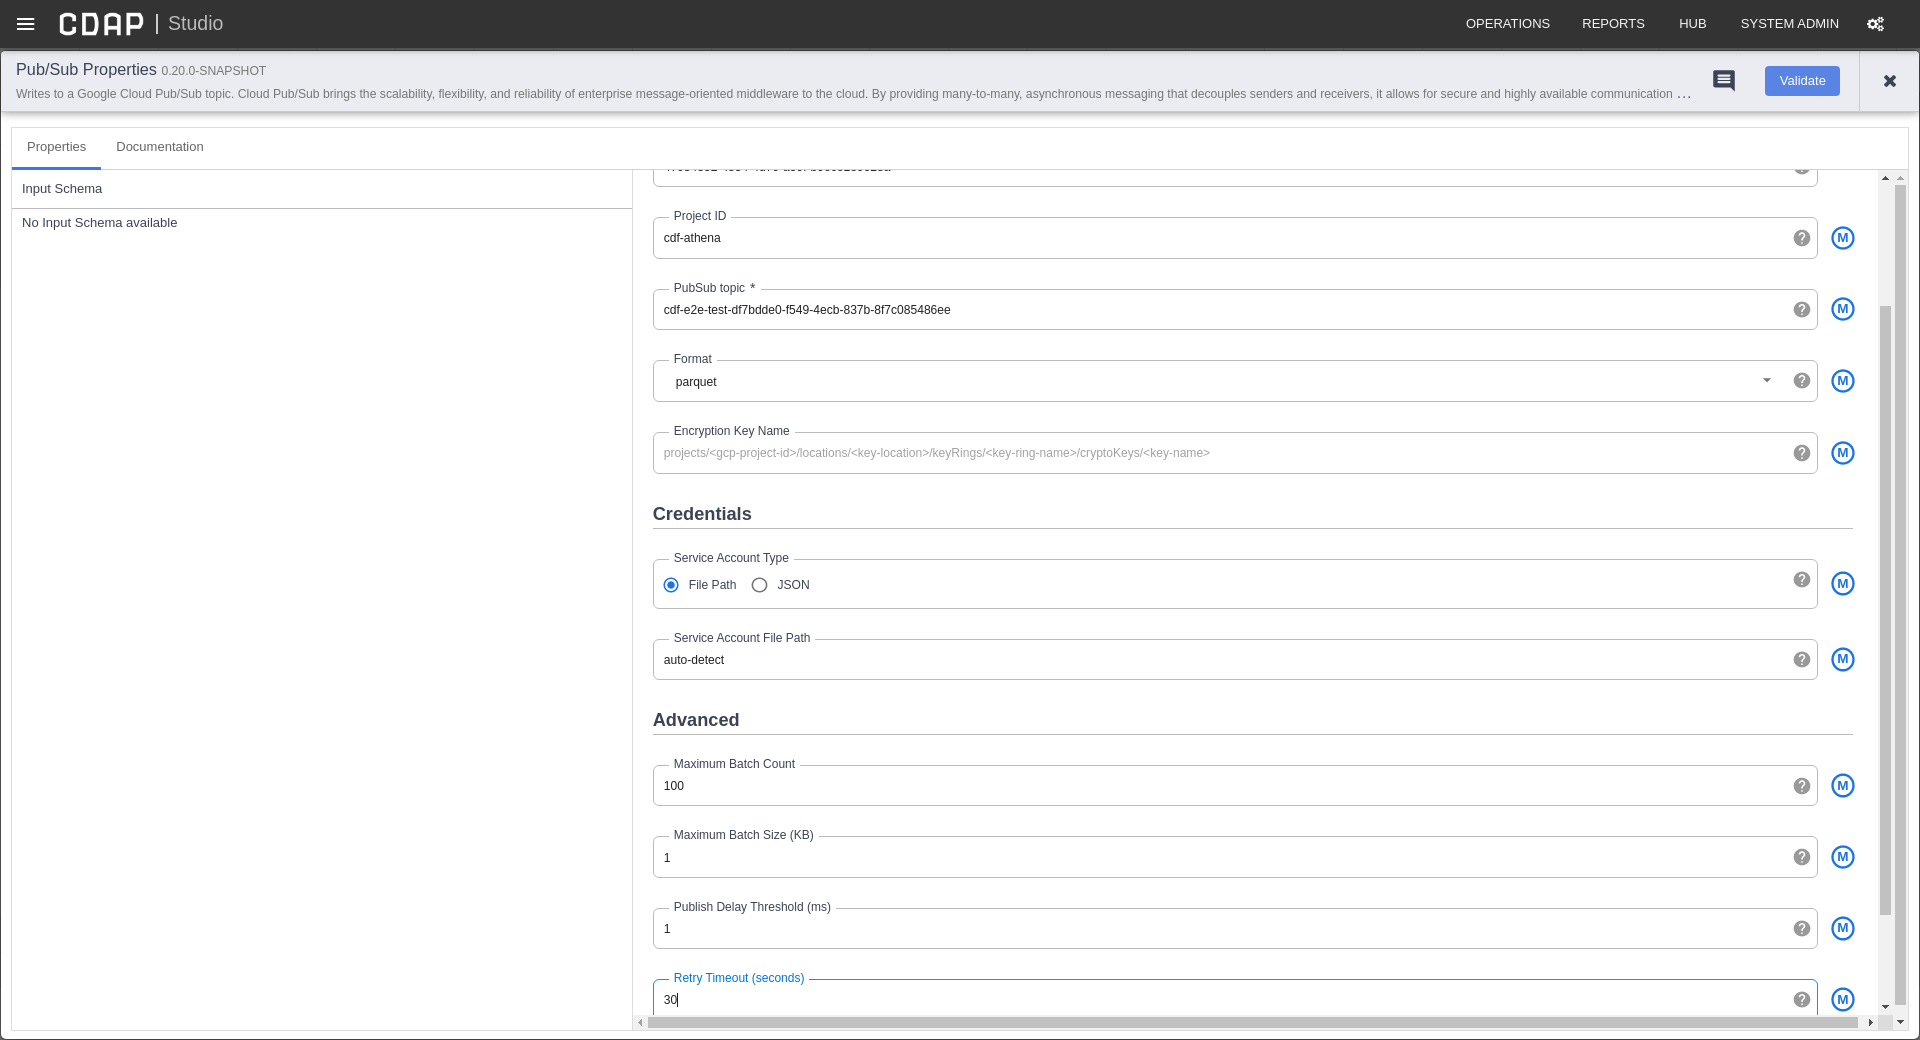 CDAP | Studio
OPERATIONS REPORTS HUB SYSTEM ADMIN
Pub/Sub Properties 0.20.0-SNAPSHOT
Writes to a Google Cloud Pub/Sub topic. Cloud Pub/Sub brings the scalability, flexibility, and reliability of enterprise message-oriented middleware to the cloud. By providing many-to-many, asynchronous messaging that decouples senders and receivers, it allows for secure and highly available communication ...
Validate
Properties Documentation
Input Schema
No Input Schema available
Project ID
cdf-athena
M
PubSub topic *
cdf-e2e-test-df7bdde0-f549-4ecb-837b-8f7c085486ee
M
Format
parquet
M
Encryption Key Name
projects/<gcp-project-id>/locations/<key-location>/keyRings/<key-ring-name>/cryptoKeys/<key-name>
M
Credentials
Service Account Type
File Path JSON
M
Service Account File Path
auto-detect
M
Advanced
Maximum Batch Count
100
M
Maximum Batch Size (KB)
1
M
Publish Delay Threshold (ms)
1
M
Retry Timeout (seconds)
30
M